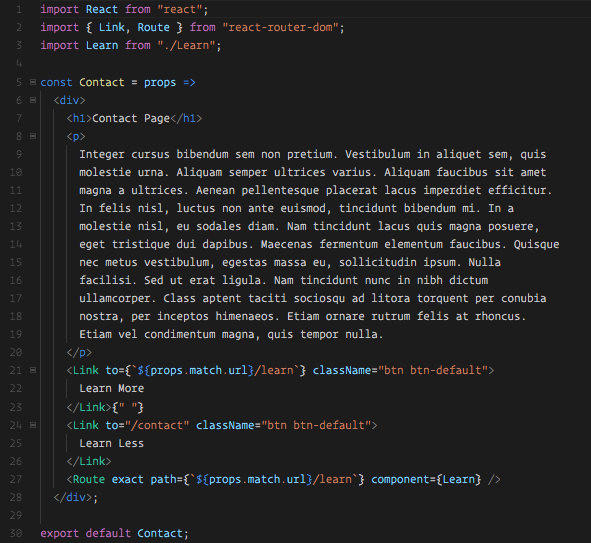 1 import React from "react";
2 import { Link, Route } from "react-router-dom";
3 import Learn from "./Learn";
4
5 const Contact = props =>
6 <div>
7 <h1>Contact Page</h1>
8 <p>
9 Integer cursus bibendum sem non pretium. Vestibulum in aliquet sem, quis
10 molestie urna. Aliquam semper ultrices varius. Aliquam faucibus sit amet
11 magna a ultrices. Aenean pellentesque placerat lacus imperdiet efficitur.
12 In felis nisl, luctus non ante euismod, tincidunt bibendum mi. In a
13 molestie nisl, eu sodales diam. Nam tincidunt lacus quis magna posuere,
14 eget tristique dui dapibus. Maecenas fermentum elementum faucibus. Quisque
15 nec metus vestibulum, egestas massa eu, sollicitudin ipsum. Nulla
16 facilisi. Sed ut erat ligula. Nam tincidunt nunc in nibh dictum
17 ullamcorper. Class aptent taciti sociosqu ad litora torquent per conubia
18 nostra, per inceptos himenaeos. Etiam ornare rutrum felis at rhoncus.
19 Etiam vel condimentum magna, quis tempor nulla.
20 </p>
21 <Link to={`${props.match.url}/learn`} className="btn btn-default">
22 Learn More
23 </Link>{" "}
24 <Link to="/contact" className="btn btn-default">
25 Learn Less
26 </Link>
27 <Route exact path={`${props.match.url}/learn`} component={Learn} />
28 </div>;
29
30 export default Contact;